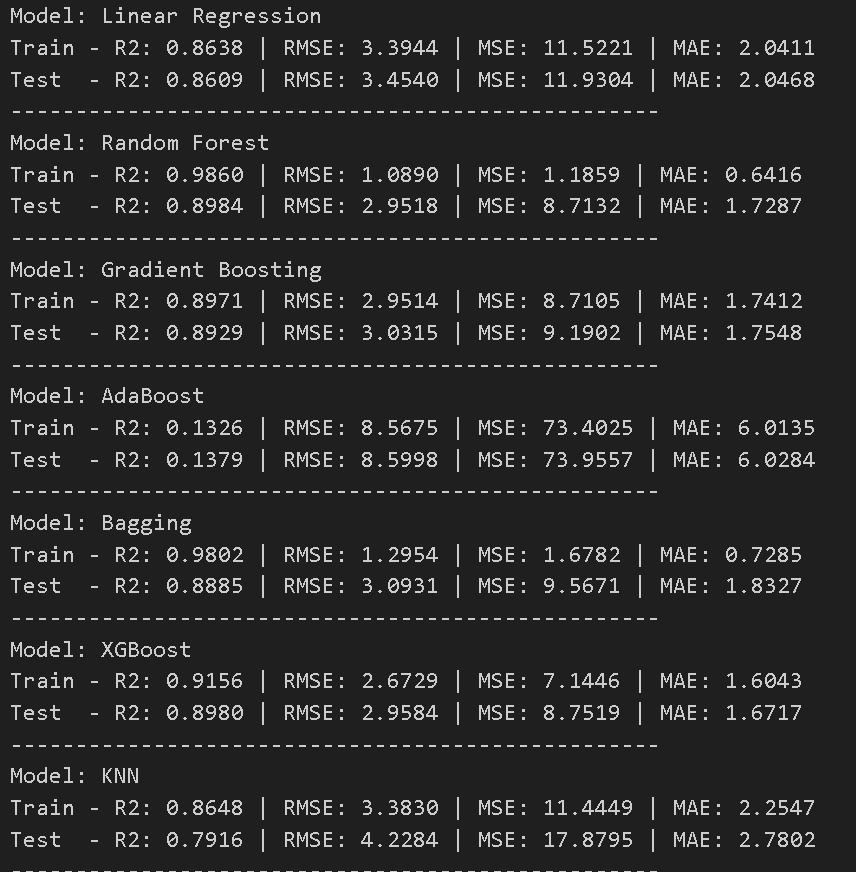 Model: Linear Regression
Train - R2: 0.8638 | RMSE: 3.3944 | MSE: 11.5221 | MAE: 2.0411
Test  - R2: 0.8609 | RMSE: 3.4540 | MSE: 11.9304 | MAE: 2.0468
--------------------------------------------------
Model: Random Forest
Train - R2: 0.9860 | RMSE: 1.0890 | MSE: 1.1859 | MAE: 0.6416
Test  - R2: 0.8984 | RMSE: 2.9518 | MSE: 8.7132 | MAE: 1.7287
--------------------------------------------------
Model: Gradient Boosting
Train - R2: 0.8971 | RMSE: 2.9514 | MSE: 8.7105 | MAE: 1.7412
Test  - R2: 0.8929 | RMSE: 3.0315 | MSE: 9.1902 | MAE: 1.7548
--------------------------------------------------
Model: AdaBoost
Train - R2: 0.1326 | RMSE: 8.5675 | MSE: 73.4025 | MAE: 6.0135
Test  - R2: 0.1379 | RMSE: 8.5998 | MSE: 73.9557 | MAE: 6.0284
--------------------------------------------------
Model: Bagging
Train - R2: 0.9802 | RMSE: 1.2954 | MSE: 1.6782 | MAE: 0.7285
Test  - R2: 0.8885 | RMSE: 3.0931 | MSE: 9.5671 | MAE: 1.8327
--------------------------------------------------
Model: XGBoost
Train - R2: 0.9156 | RMSE: 2.6729 | MSE: 7.1446 | MAE: 1.6043
Test  - R2: 0.8980 | RMSE: 2.9584 | MSE: 8.7519 | MAE: 1.6717
--------------------------------------------------
Model: KNN
Train - R2: 0.8648 | RMSE: 3.3830 | MSE: 11.4449 | MAE: 2.2547
Test  - R2: 0.7916 | RMSE: 4.2284 | MSE: 17.8795 | MAE: 2.7802
--------------------------------------------------